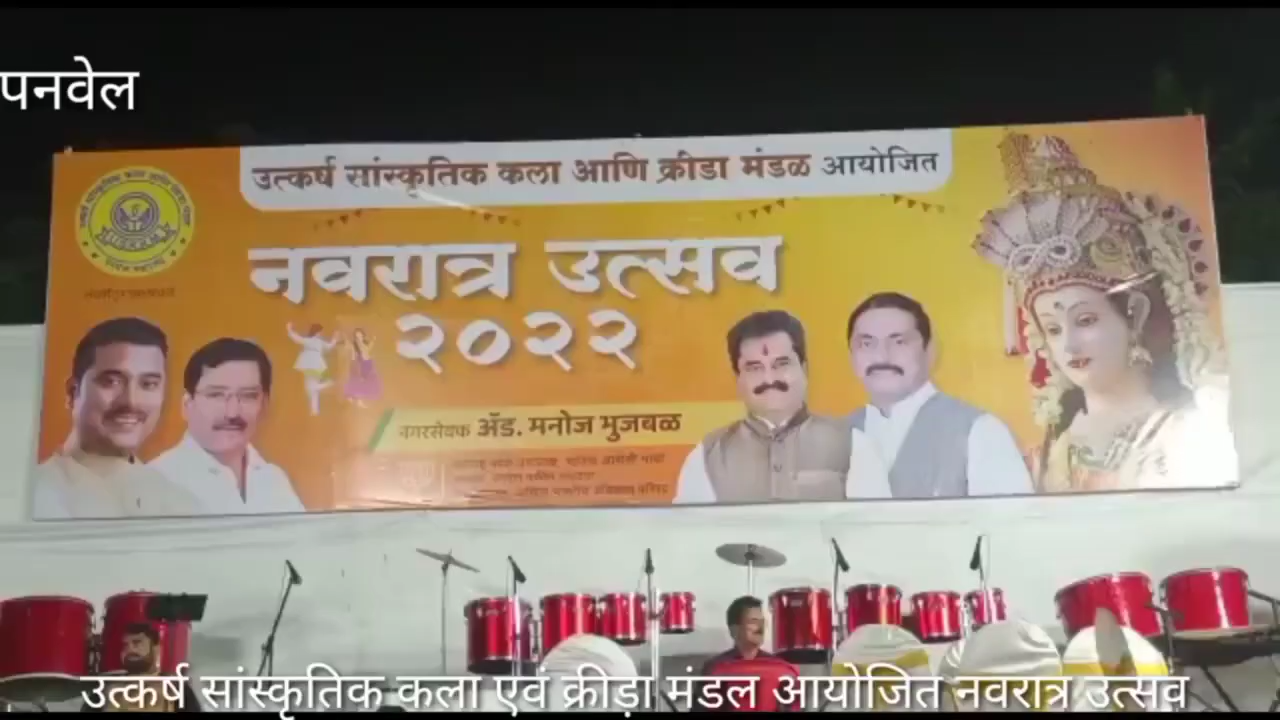 पनवेल
उत्कर्ष सांस्कृतिक कला आणि क्रीडा मंडळ आयोजित
नवरात्र उत्सव
२०२२
नगरसेवक ॲड. मनोज भुजबळ
उत्कर्ष सांस्कृतिक कला एवं क्रीड़ा मंडल आयोजित नवरात्र उत्सव